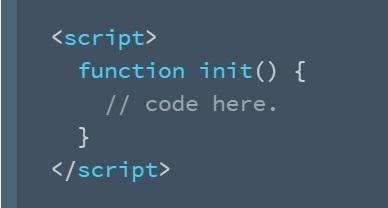 <script>
  function init() {
    // code here.
  }
</script>